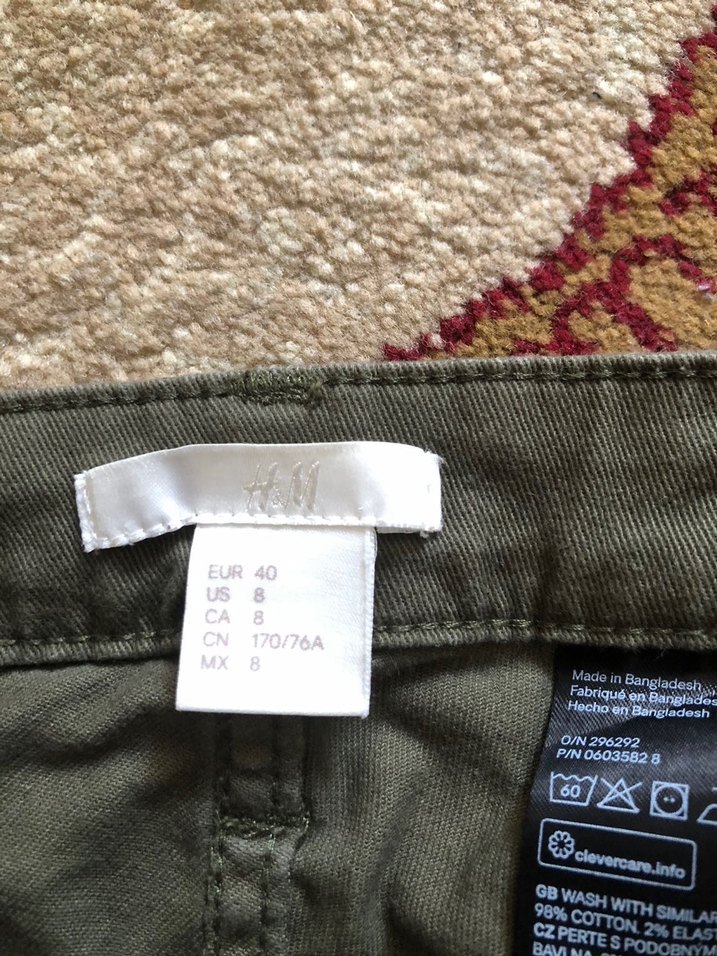 H&M
EUR 40
US 8
CA 8
CN 170/76A
MX 8
Made in Bangladesh
Fabriqué en Bangladesh
Hecho en Bangladesh
O/N 296292
P/N 0603582 8
60
clevercare.info
GB WASH WITH SIMILAR
98% COTTON. 2% ELAST
CZ PERTE S PODOBNÝM